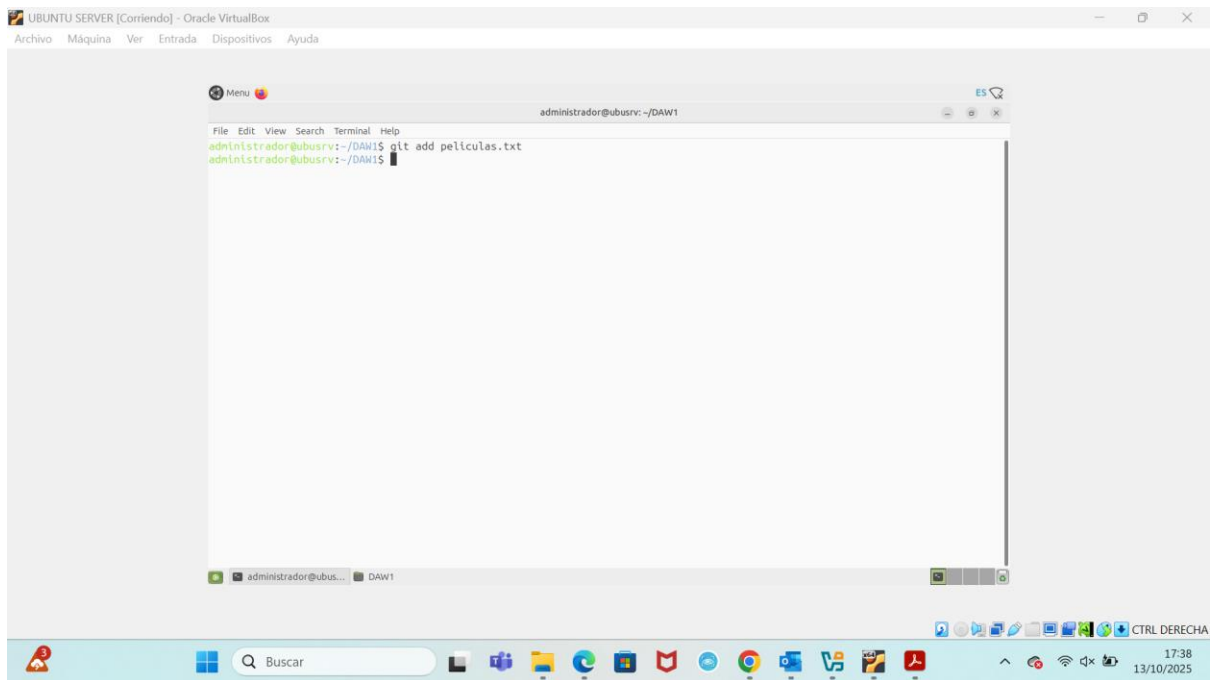 UBUNTU SERVER [Corriendo] - Oracle VirtualBox
Archivo Máquina Ver Entrada Dispositivos Ayuda
Menu
ES
administrador@ubusrv: ~/DAW1
File Edit View Search Terminal Help
administrador@ubusrv:~/DAW1$ git add peliculas.txt
administrador@ubusrv:~/DAW1$
administrador@ubus... DAW1
CTRL DERECHA
3
Buscar
x64
17:38
13/10/2025